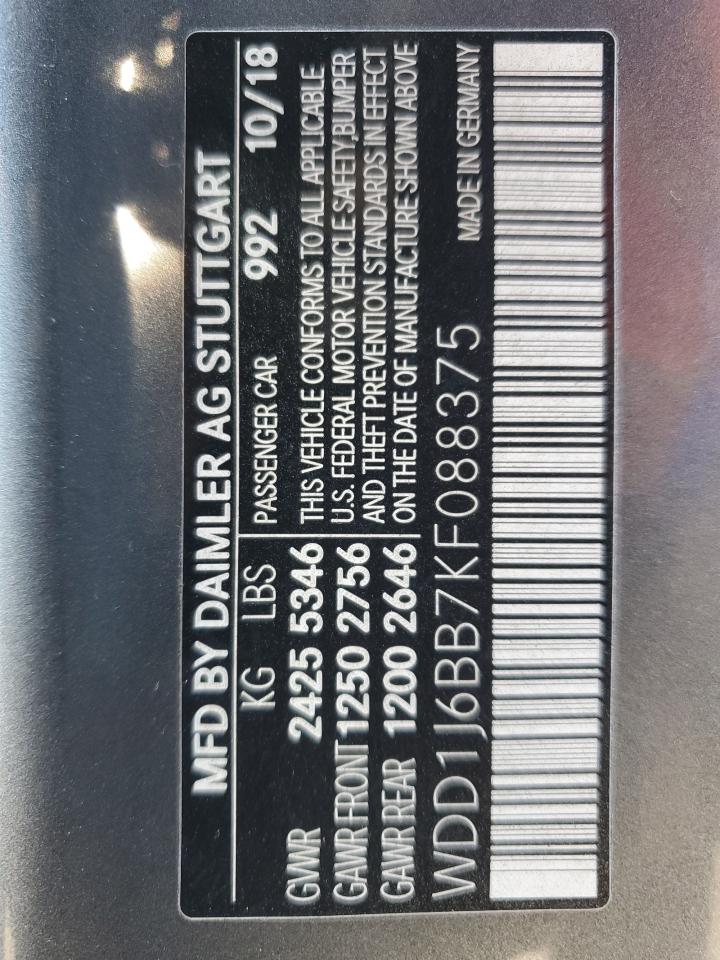 MFD BY DAIMLER AG STUTTGART
KG LBS PASSENGER CAR 992 10/18
GVWR 2425 5346 THIS VEHICLE CONFORMS TO ALL APPLICABLE
GAWR FRONT 1250 2756 U.S. FEDERAL MOTOR VEHICLE SAFETY, BUMPER
GAWR REAR 1200 2646 AND THEFT PREVENTION STANDARDS IN EFFECT
ON THE DATE OF MANUFACTURE SHOWN ABOVE
WDD1J6BB7KF088375 MADE IN GERMANY